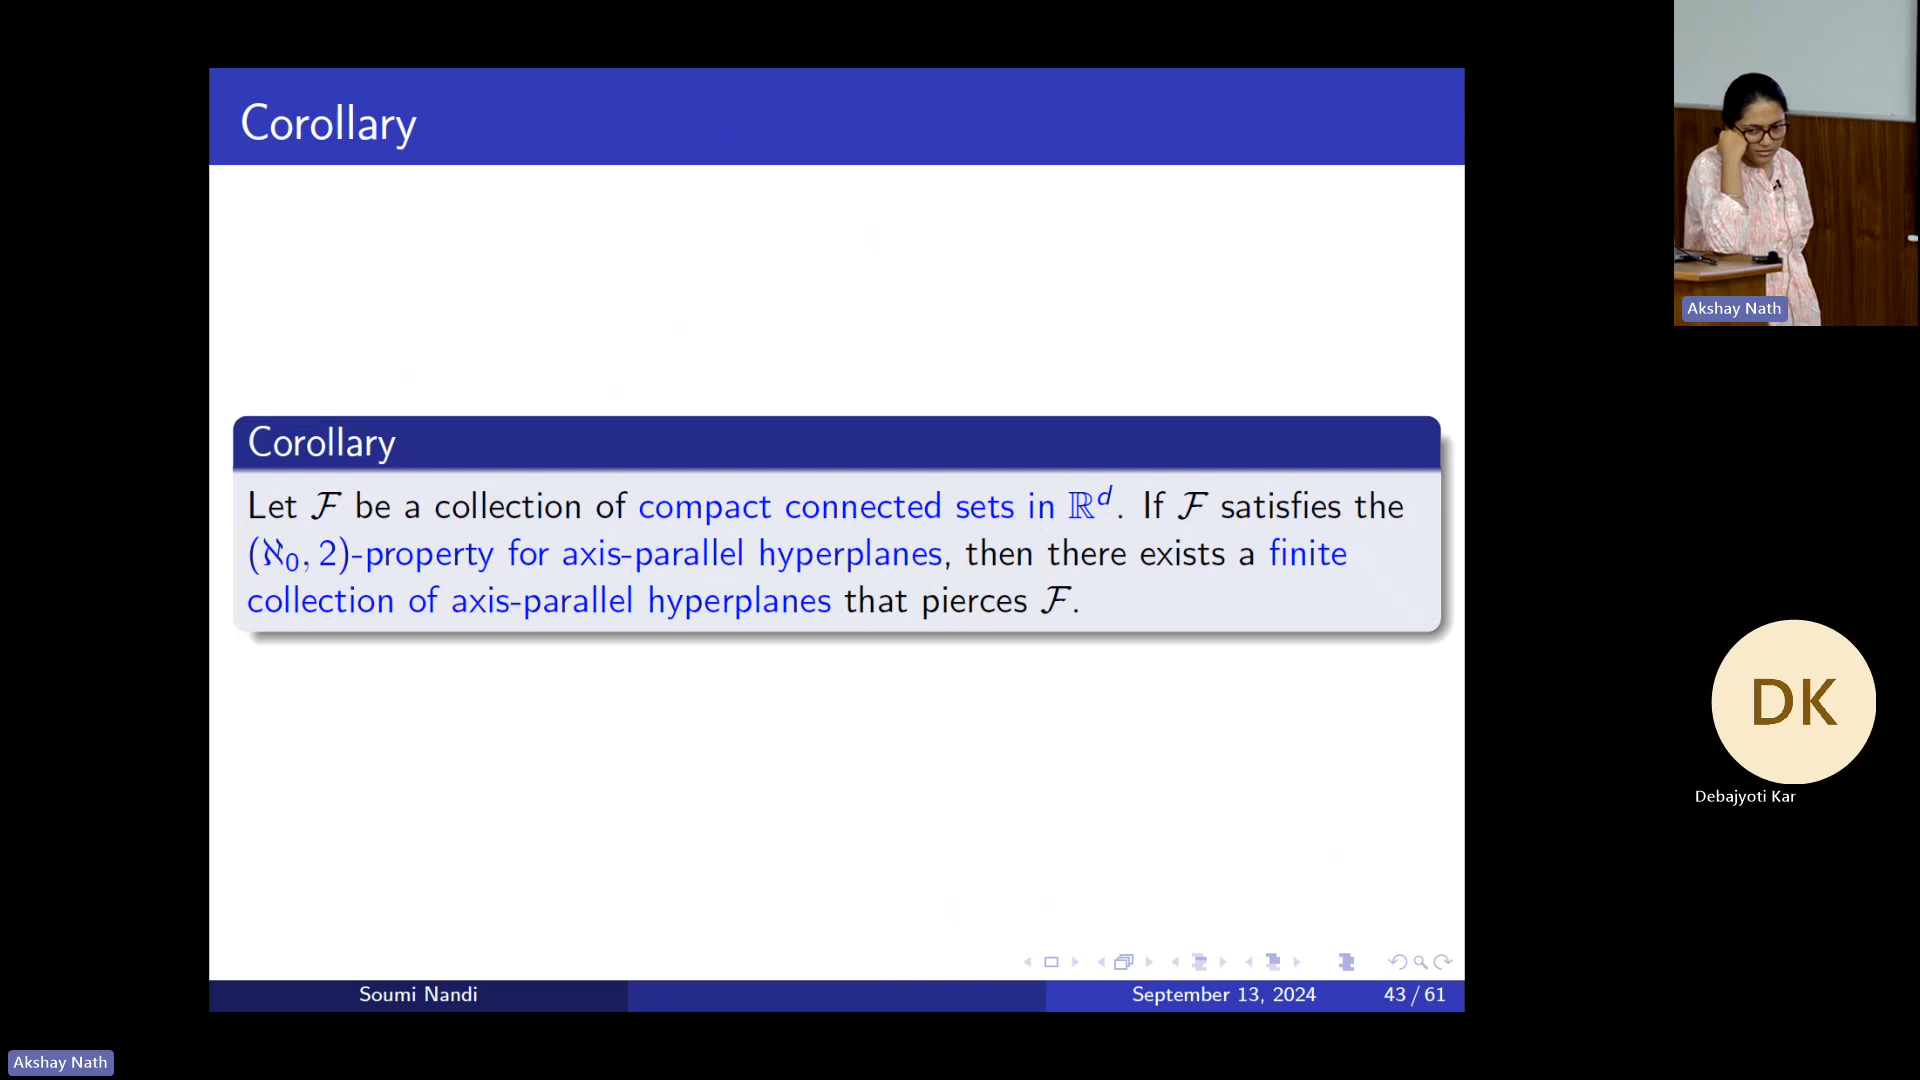 Corollary
Corollary
Let ℱ be a collection of compact connected sets in ℝᵈ. If ℱ satisfies the
(ℵ₀, 2)-property for axis-parallel hyperplanes, then there exists a finite
collection of axis-parallel hyperplanes that pierces ℱ.
Soumi Nandi
September 13, 2024
43 / 61
Akshay Nath
DK
Debajyoti Kar
Akshay Nath